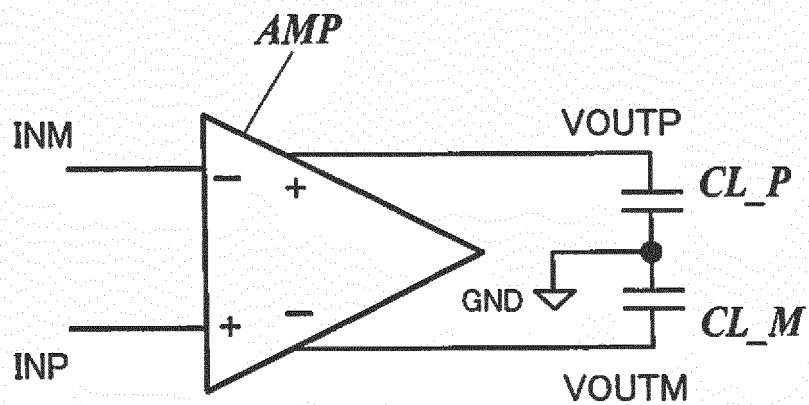 AMP
INM
VOUTP
−
+
CL_P
GND
+
−
CL_M
INP
VOUTM